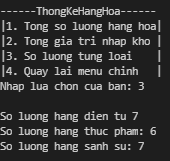 ------ThongKeHangHoa------
|1. Tong so luong hang hoa|
|2. Tong gia tri nhap kho |
|3. So luong tung loai    |
|4. Quay lai menu chinh   |
Nhap lua chon cua ban: 3
So luong hang dien tu 7
So luong hang thuc pham: 6
So luong hang sanh su: 7